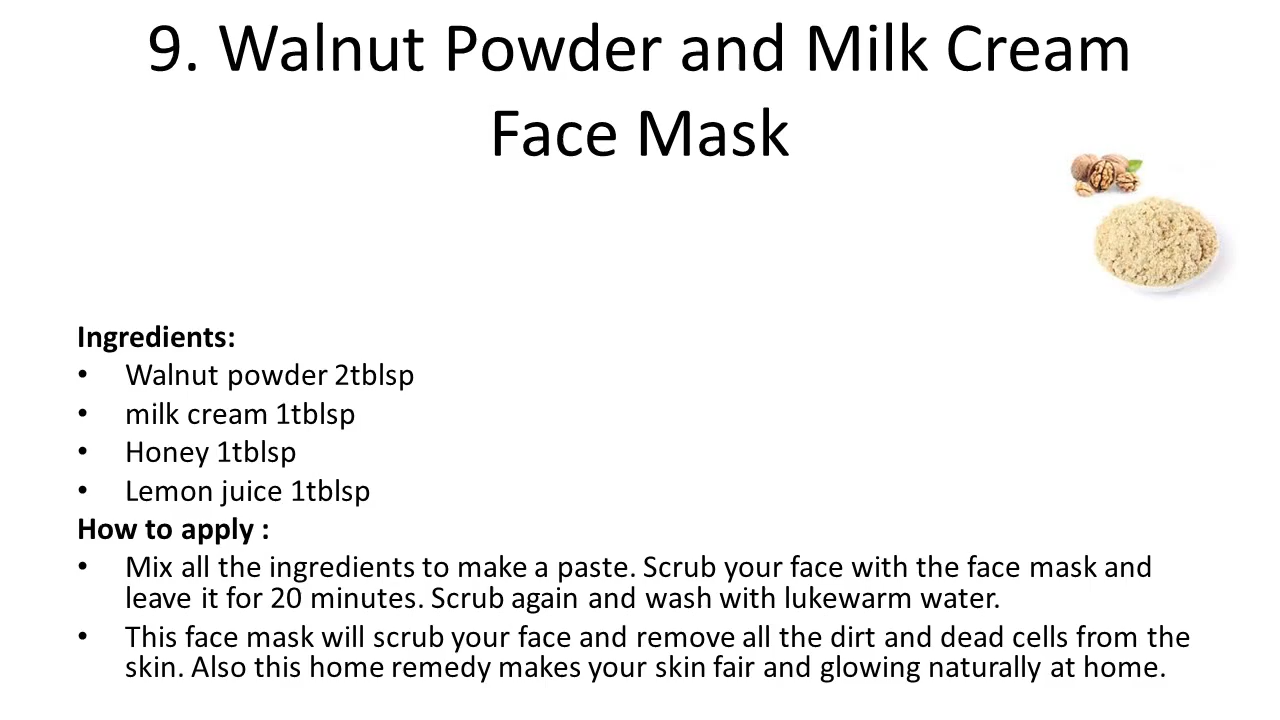 9. Walnut Powder and Milk Cream
Face Mask
Ingredients:
• Walnut powder 2tblsp
• milk cream 1tblsp
• Honey 1tblsp
• Lemon juice 1tblsp
How to apply :
• Mix all the ingredients to make a paste. Scrub your face with the face mask and
leave it for 20 minutes. Scrub again and wash with lukewarm water.
• This face mask will scrub your face and remove all the dirt and dead cells from the
skin. Also this home remedy makes your skin fair and glowing naturally at home.